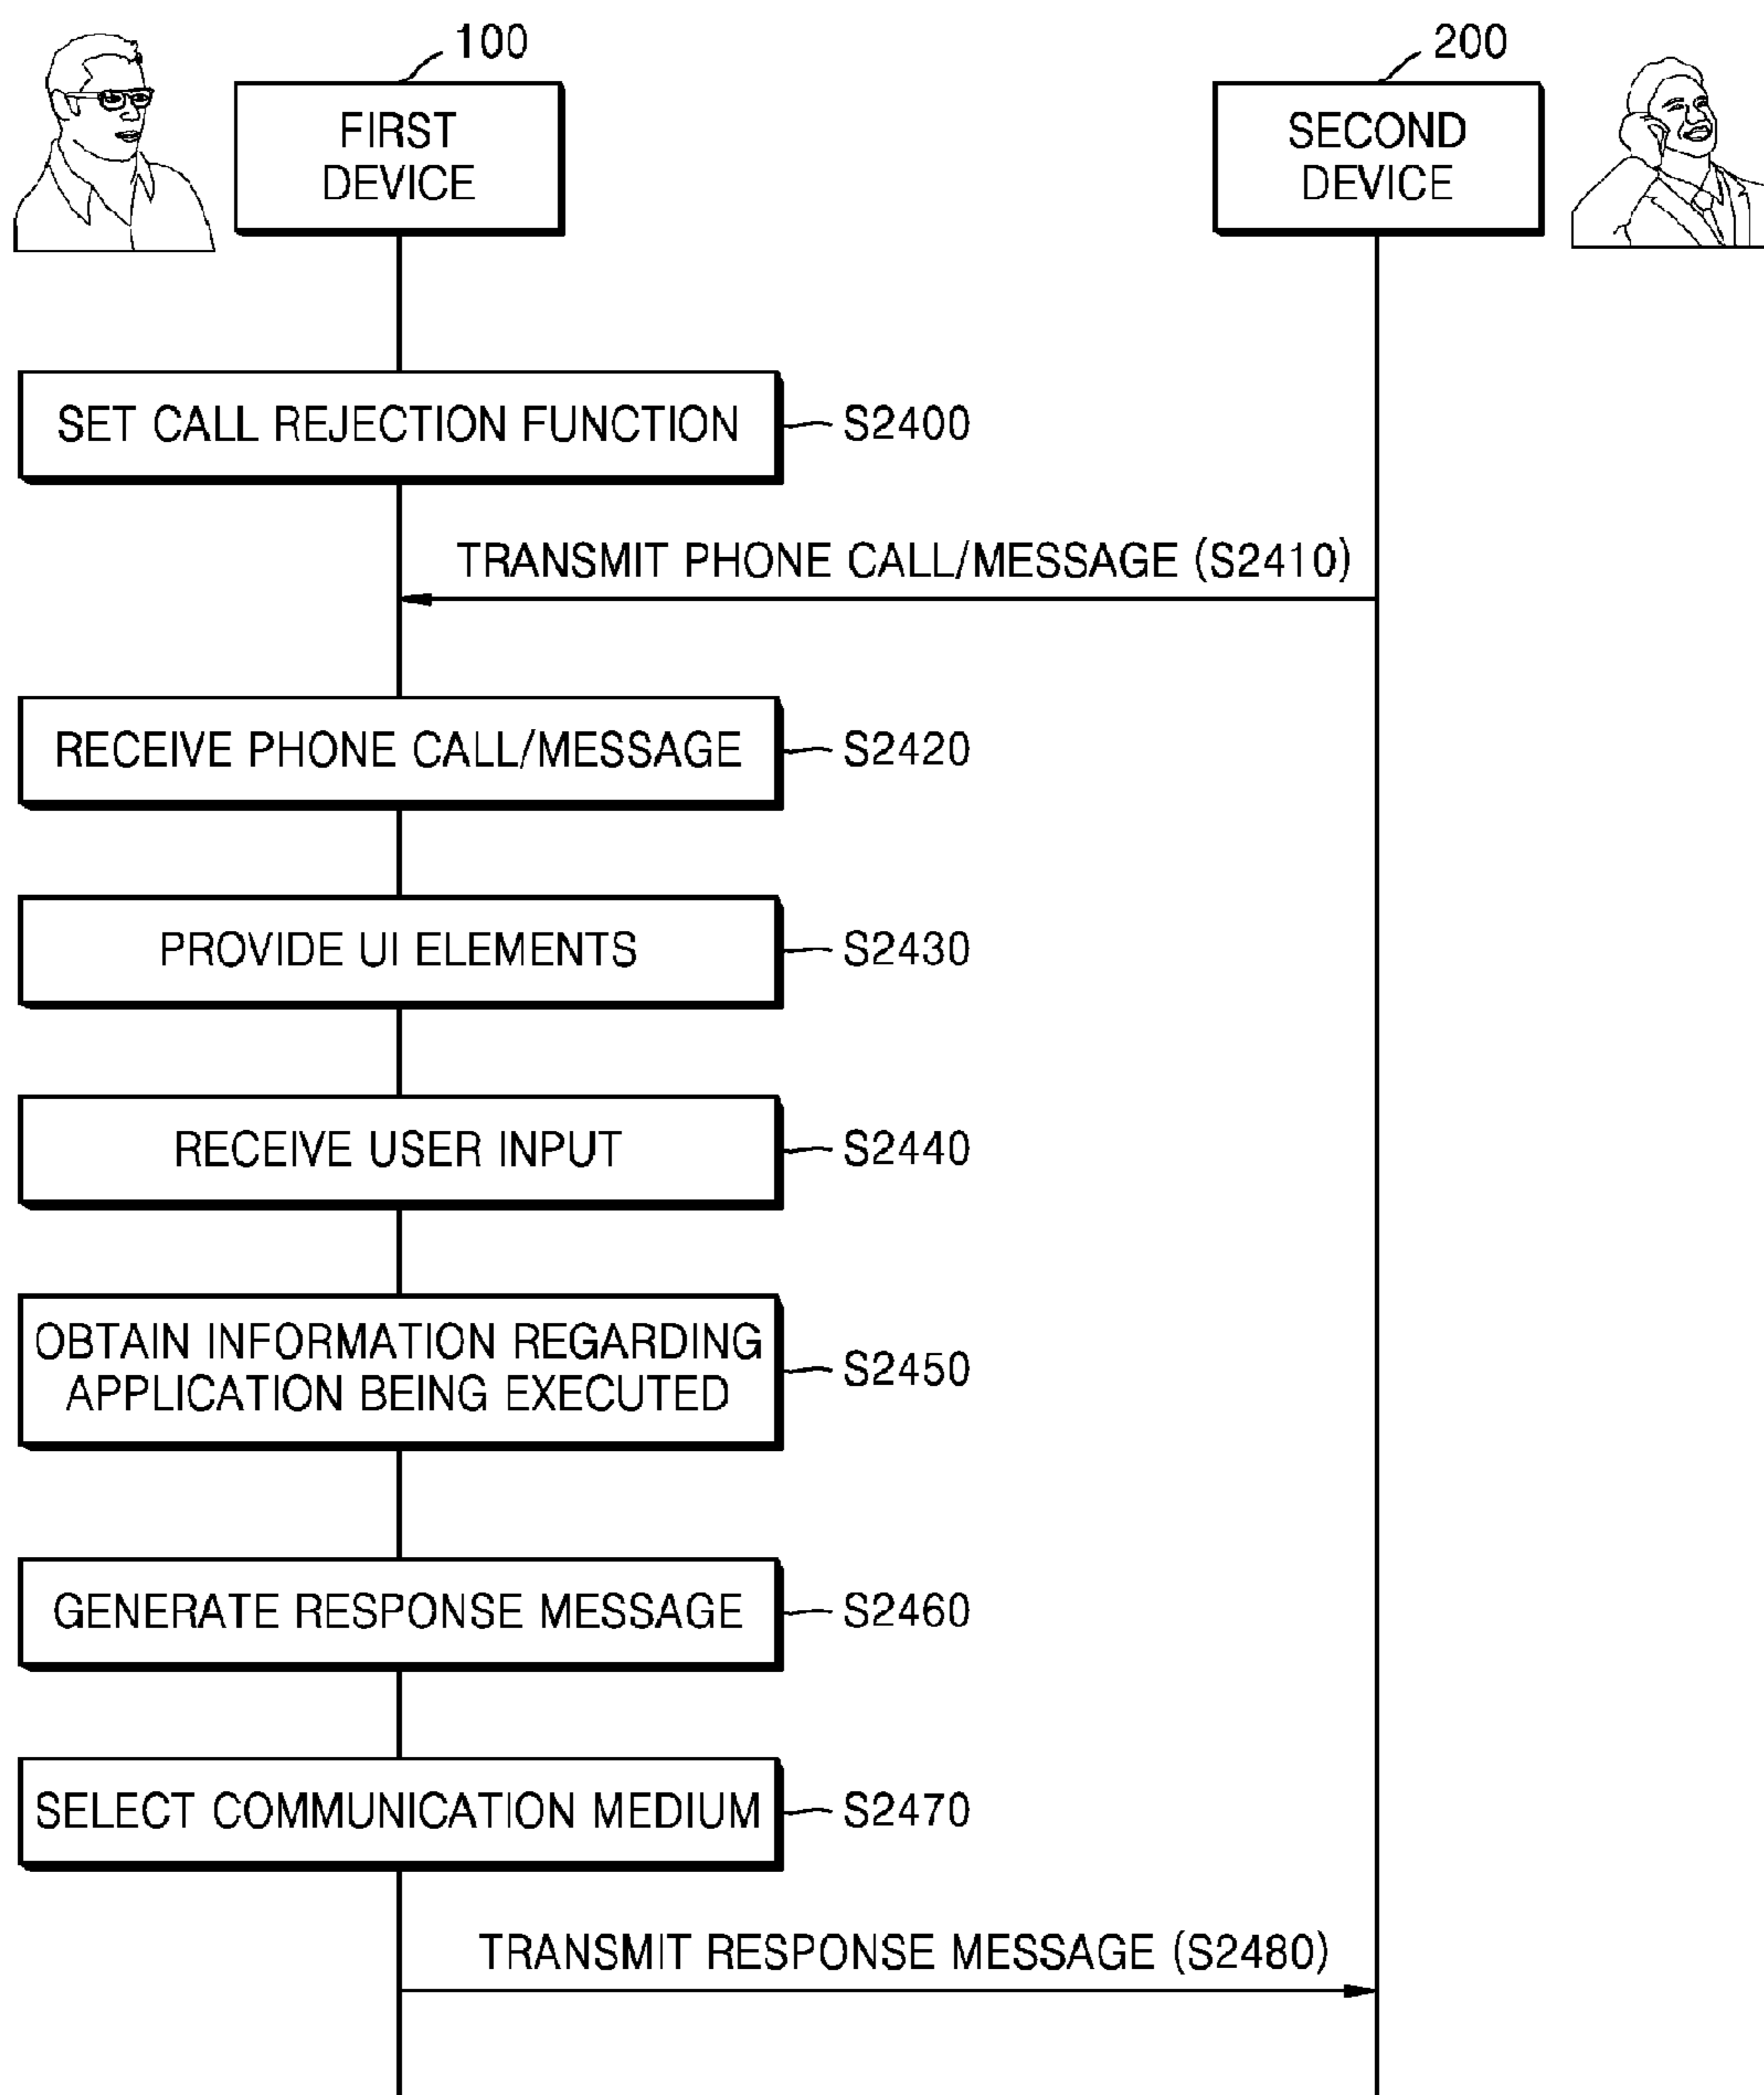 100
200
FIRST
DEVICE
SECOND
DEVICE
SET CALL REJECTION FUNCTION
S2400
TRANSMIT PHONE CALL/MESSAGE (S2410)
RECEIVE PHONE CALL/MESSAGE
S2420
PROVIDE UI ELEMENTS
S2430
RECEIVE USER INPUT
S2440
OBTAIN INFORMATION REGARDING
APPLICATION BEING EXECUTED
S2450
GENERATE RESPONSE MESSAGE
S2460
SELECT COMMUNICATION MEDIUM
S2470
TRANSMIT RESPONSE MESSAGE (S2480)